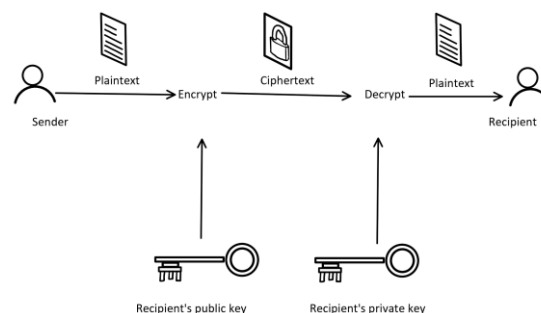 Plaintext
Ciphertext
Plaintext
Encrypt
Decrypt
Sender
Recipient
Recipient's public key
Recipient's private key